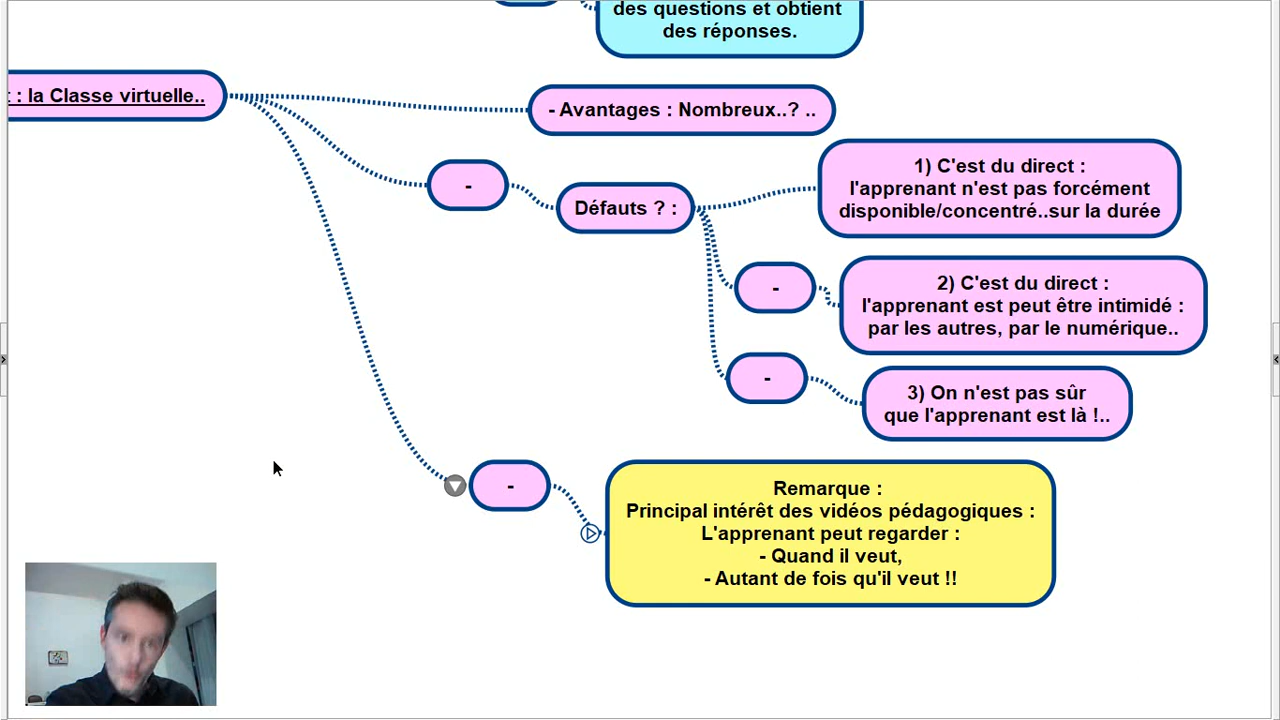 des questions et obtient
des réponses.
: la Classe virtuelle..
- Avantages : Nombreux..? ..
-
Défauts ? :
1) C'est du direct :
l'apprenant n'est pas forcément
disponible/concentré..sur la durée
-
2) C'est du direct :
l'apprenant est peut être intimidé :
par les autres, par le numérique..
-
3) On n'est pas sûr
que l'apprenant est là !..
-
Remarque :
Principal intérêt des vidéos pédagogiques :
L'apprenant peut regarder :
- Quand il veut,
- Autant de fois qu'il veut !!